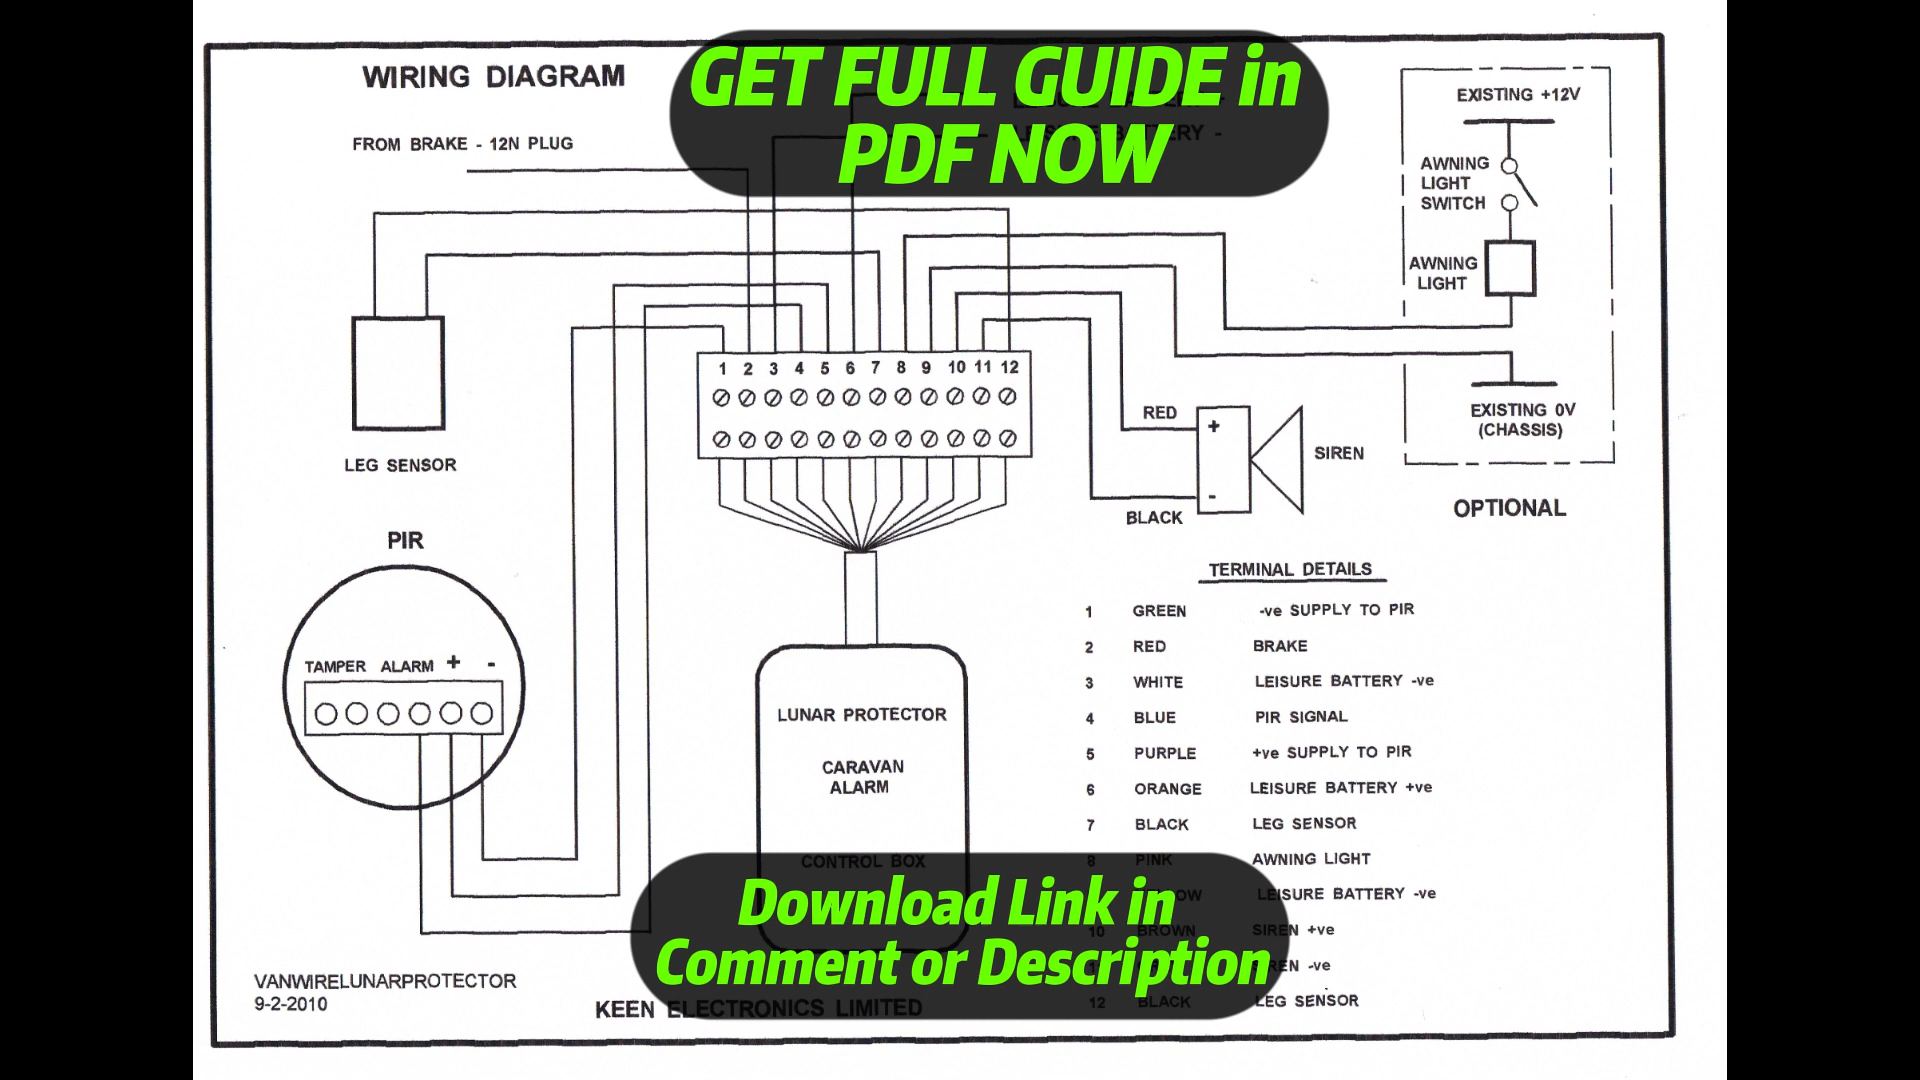 GET FULL GUIDE in
PDF NOW
WIRING DIAGRAM
FROM BRAKE - 12N PLUG
LEISURE BATTERY -
EXISTING +12V
AWNING
LIGHT
SWITCH
AWNING
LIGHT
EXISTING 0V
(CHASSIS)
OPTIONAL
1 2 3 4 5 6 7 8 9 10 11 12
LEG SENSOR
RED
+
-
SIREN
BLACK
PIR
TAMPER ALARM + -
LUNAR PROTECTOR
CARAVAN
ALARM
CONTROL BOX
TERMINAL DETAILS
1 GREEN -ve SUPPLY TO PIR
2 RED BRAKE
3 WHITE LEISURE BATTERY -ve
4 BLUE PIR SIGNAL
5 PURPLE +ve SUPPLY TO PIR
6 ORANGE LEISURE BATTERY +ve
7 BLACK LEG SENSOR
8 PINK AWNING LIGHT
LEISURE BATTERY -ve
10 BROWN SIREN +ve
SIREN -ve
12 BLACK LEG SENSOR
Download Link in
Comment or Description
VANWIRELUNARPROTECTOR
9-2-2010
KEEN ELECTRONICS LIMITED